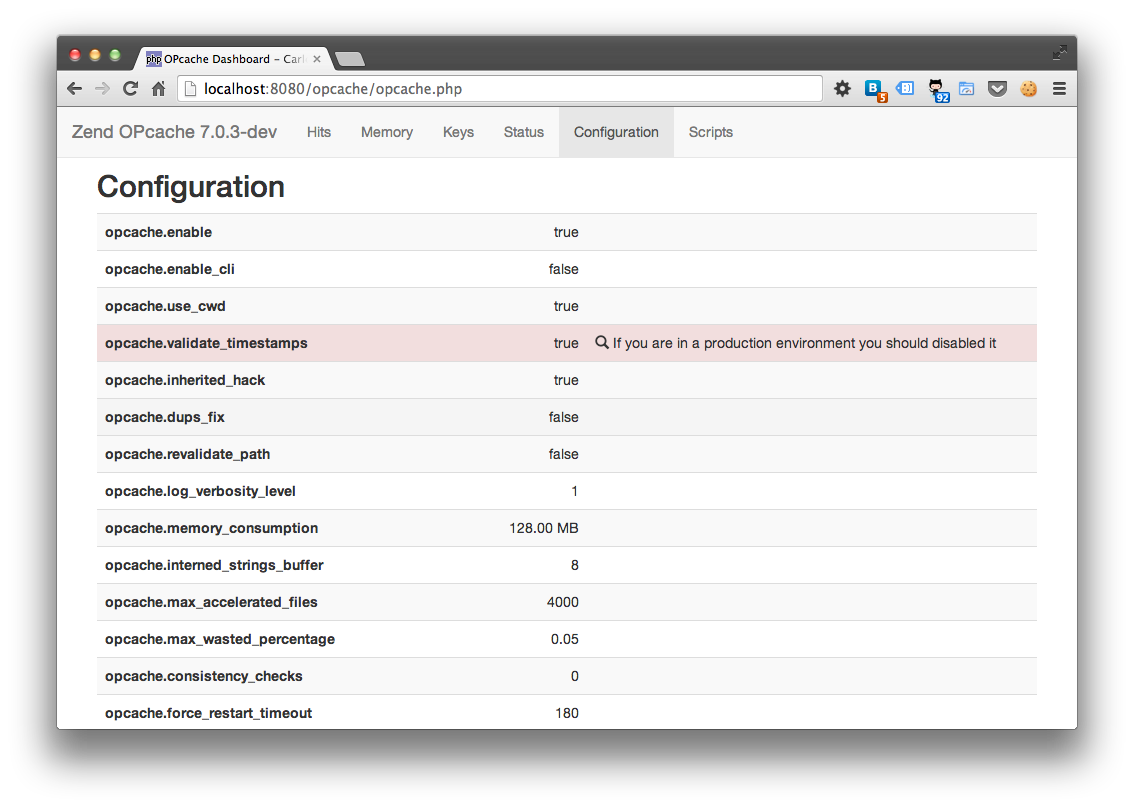 php OPcache Dashboard – Carl
localhost:8080/opcache/opcache.php
5
92
Zend OPcache 7.0.3-dev Hits Memory Keys Status Configuration Scripts
Configuration
opcache.enable true
opcache.enable_cli false
opcache.use_cwd true
opcache.validate_timestamps true If you are in a production environment you should disabled it
opcache.inherited_hack true
opcache.dups_fix false
opcache.revalidate_path false
opcache.log_verbosity_level 1
opcache.memory_consumption 128.00 MB
opcache.interned_strings_buffer 8
opcache.max_accelerated_files 4000
opcache.max_wasted_percentage 0.05
opcache.consistency_checks 0
opcache.force_restart_timeout 180